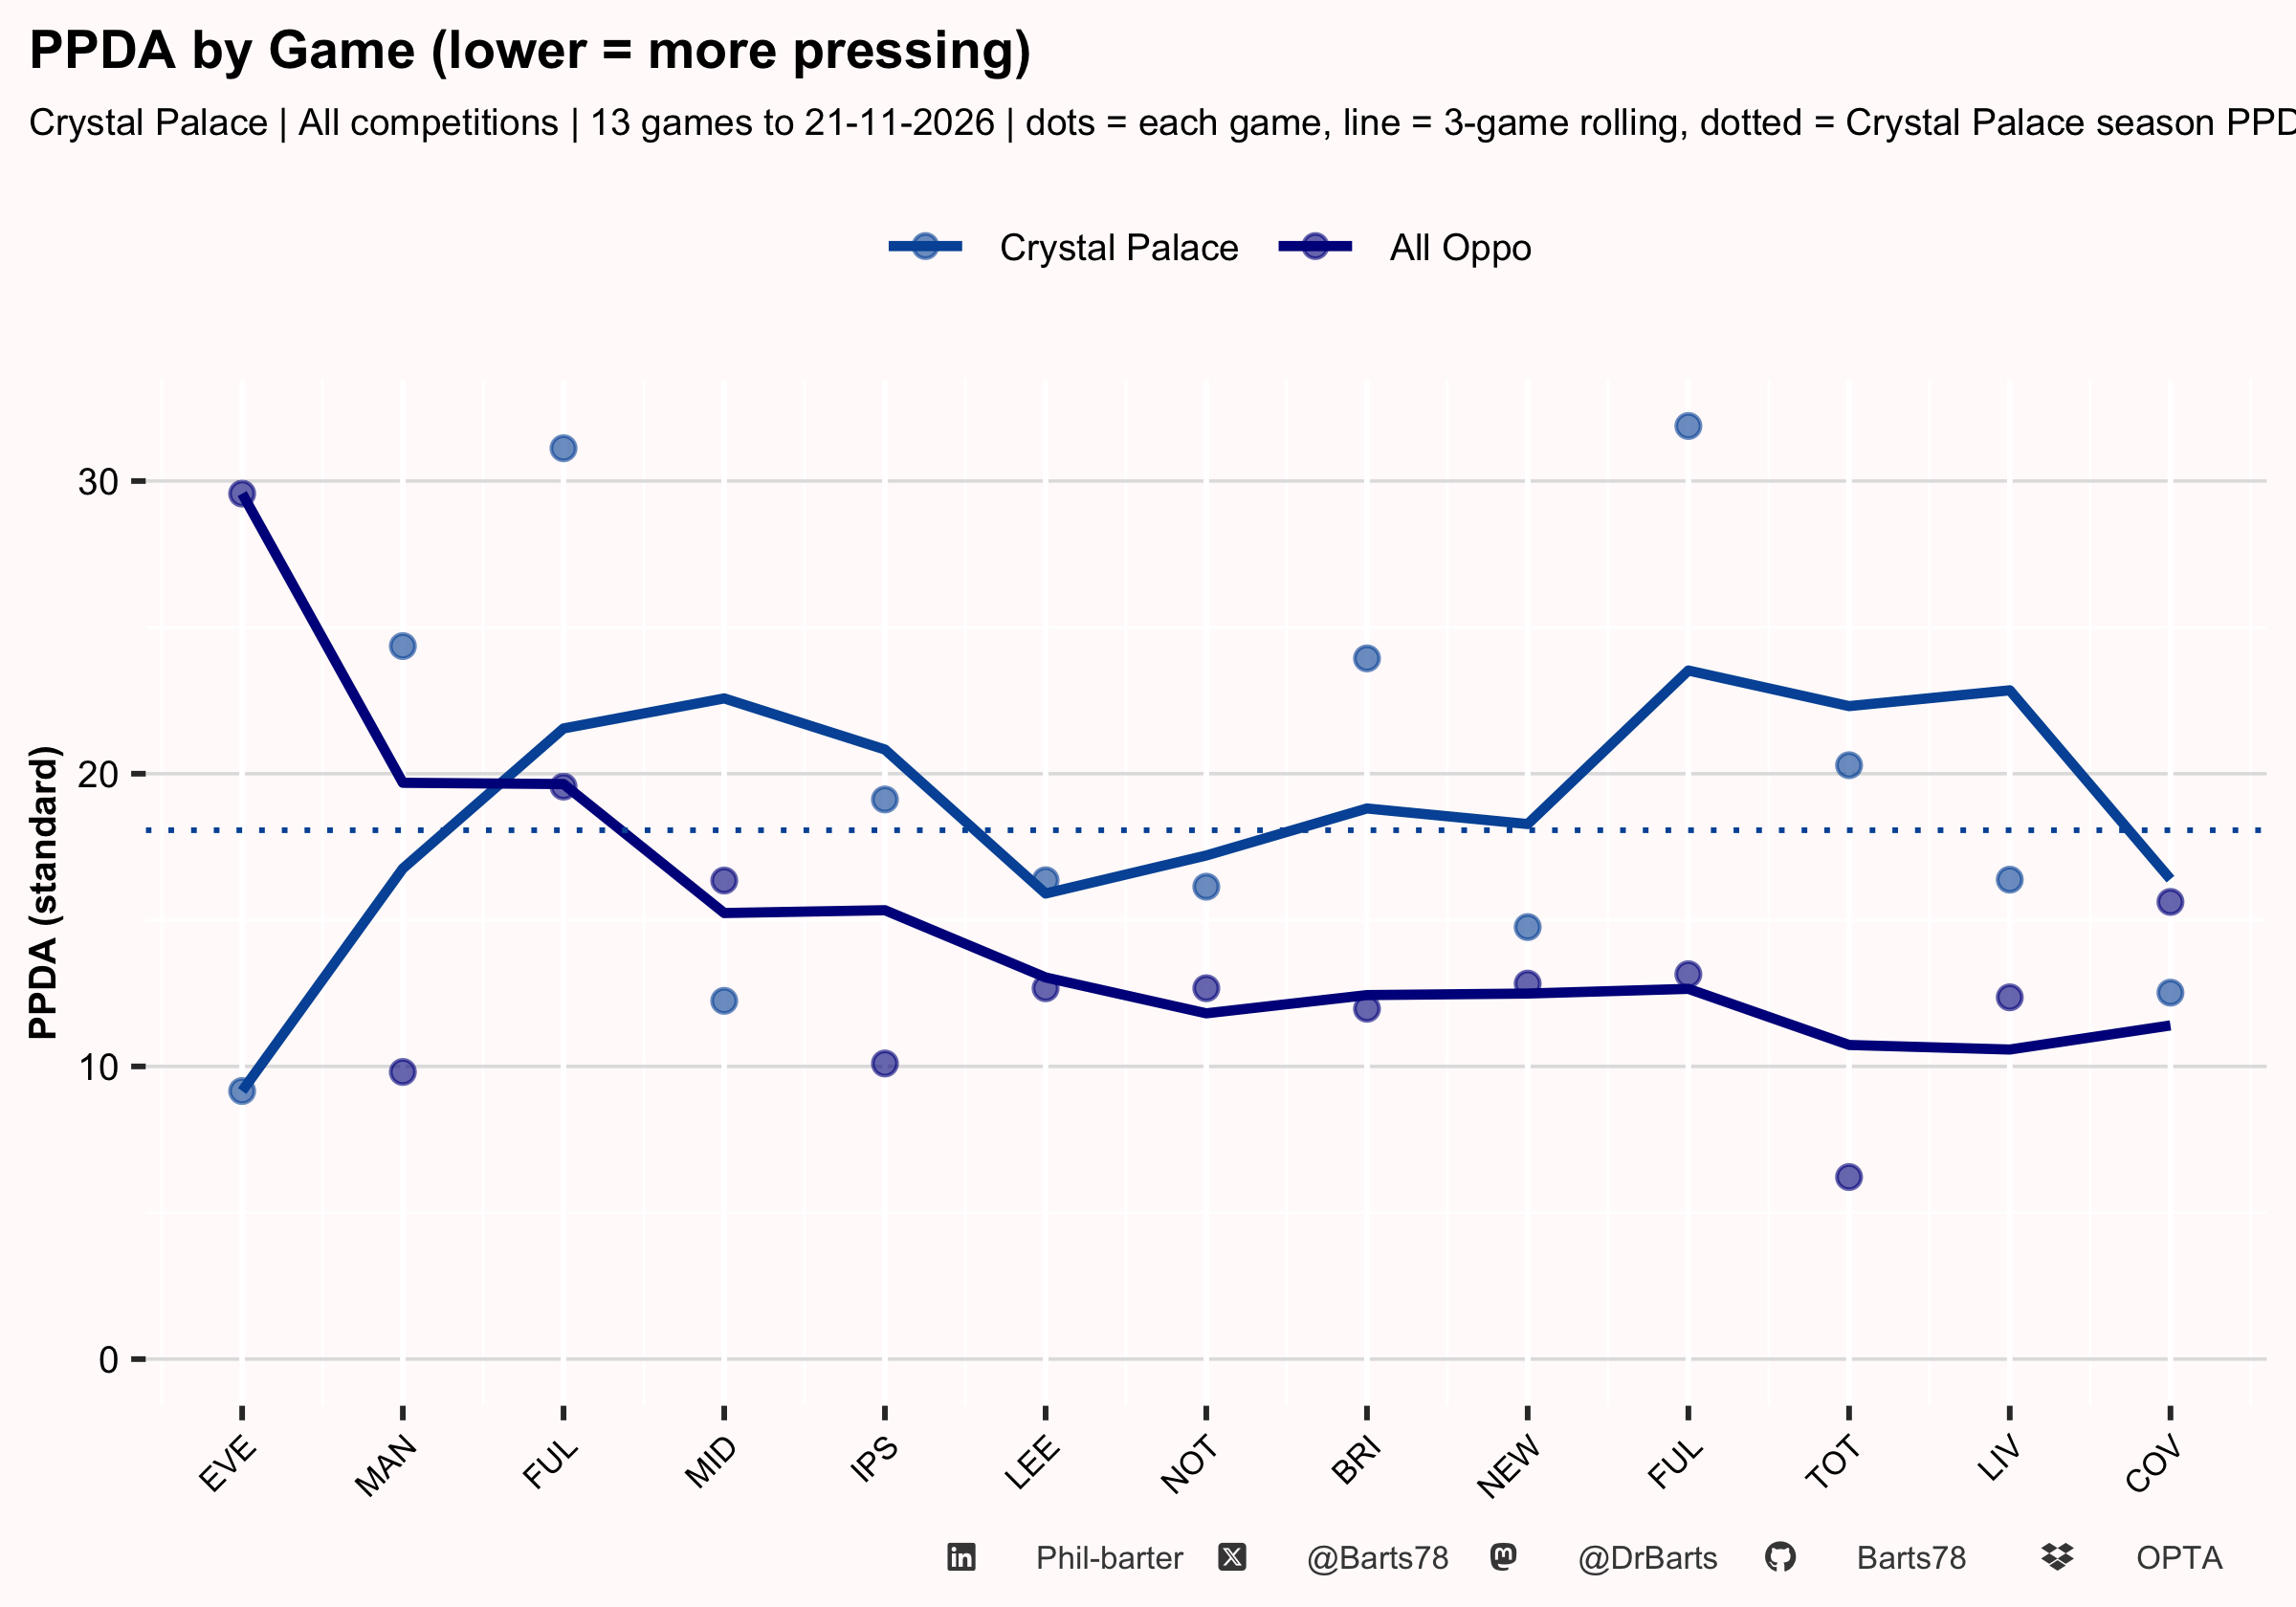 PPDA by Game (lower = more pressing)
Crystal Palace | All competitions | 13 games to 21-11-2026 | dots = each game, line = 3-game rolling, dotted = Crystal Palace season PPD
Crystal Palace All Oppo
PPDA (standard)
30
20
10
0
EVE MAN FUL MID IPS LEE NOT BRI NEW FUL TOT LIV COV
Phil-barter @Barts78 @DrBarts Barts78 OPTA